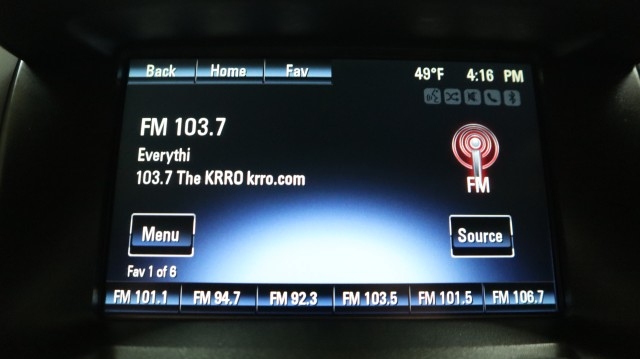 Back Home Fav 49°F 4:16 PM
FM 103.7
Everythi
103.7 The KRRO krro.com
FM
Menu Source
Fav 1 of 6
FM 101.1 FM 94.7 FM 92.3 FM 103.5 FM 101.5 FM 106.7